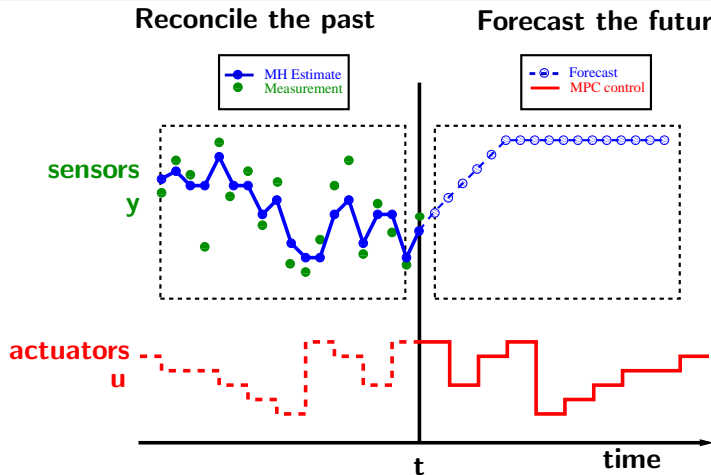 Reconcile the past
Forecast the futur
MH Estimate
Measurement
Forecast
MPC control
sensors
y
actuators
u
t
time